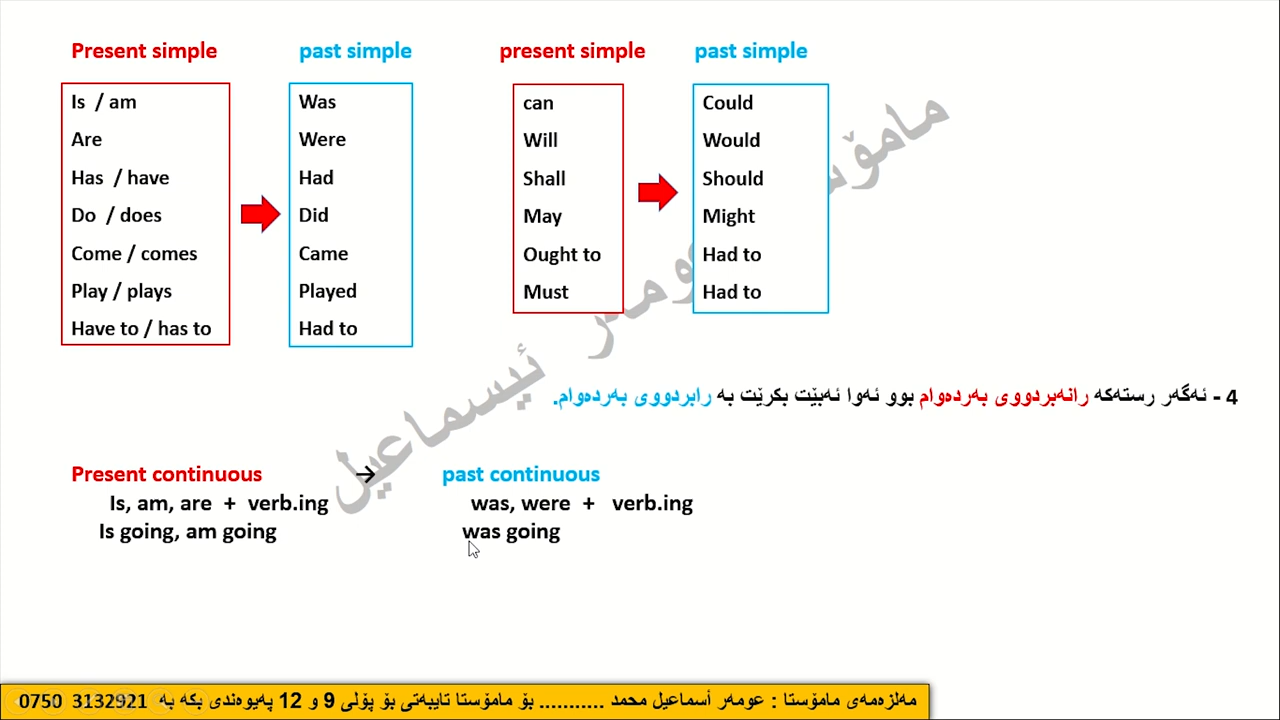 Present simple past simple present simple past simple
Is / am Was can Could
Are Were Will Would
Has / have Had Shall Should
Do / does Did May Might
Come / comes Came Ought to Had to
Play / plays Played Must Had to
Have to / has to Had to
4 - ئەگەر رستەکە رانەبردووی بەردەوام بوو ئەوا ئەبێت بکرێت بە رابردووی بەردەوام.
Present continuous → past continuous
Is, am, are + verb.ing was, were + verb.ing
Is going, am going was going
مامۆس
ومەر ئیسماعیل
مەلزەمەی مامۆستا : عومەر أسماعیل محمد ........... بۆ مامۆستا تایبەتی بۆ پۆلی 9 و 12 پەیوەندی بکە بە 3132921 0750